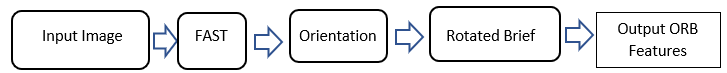 Input Image
FAST
Orientation
Rotated Brief
Output ORB
Features